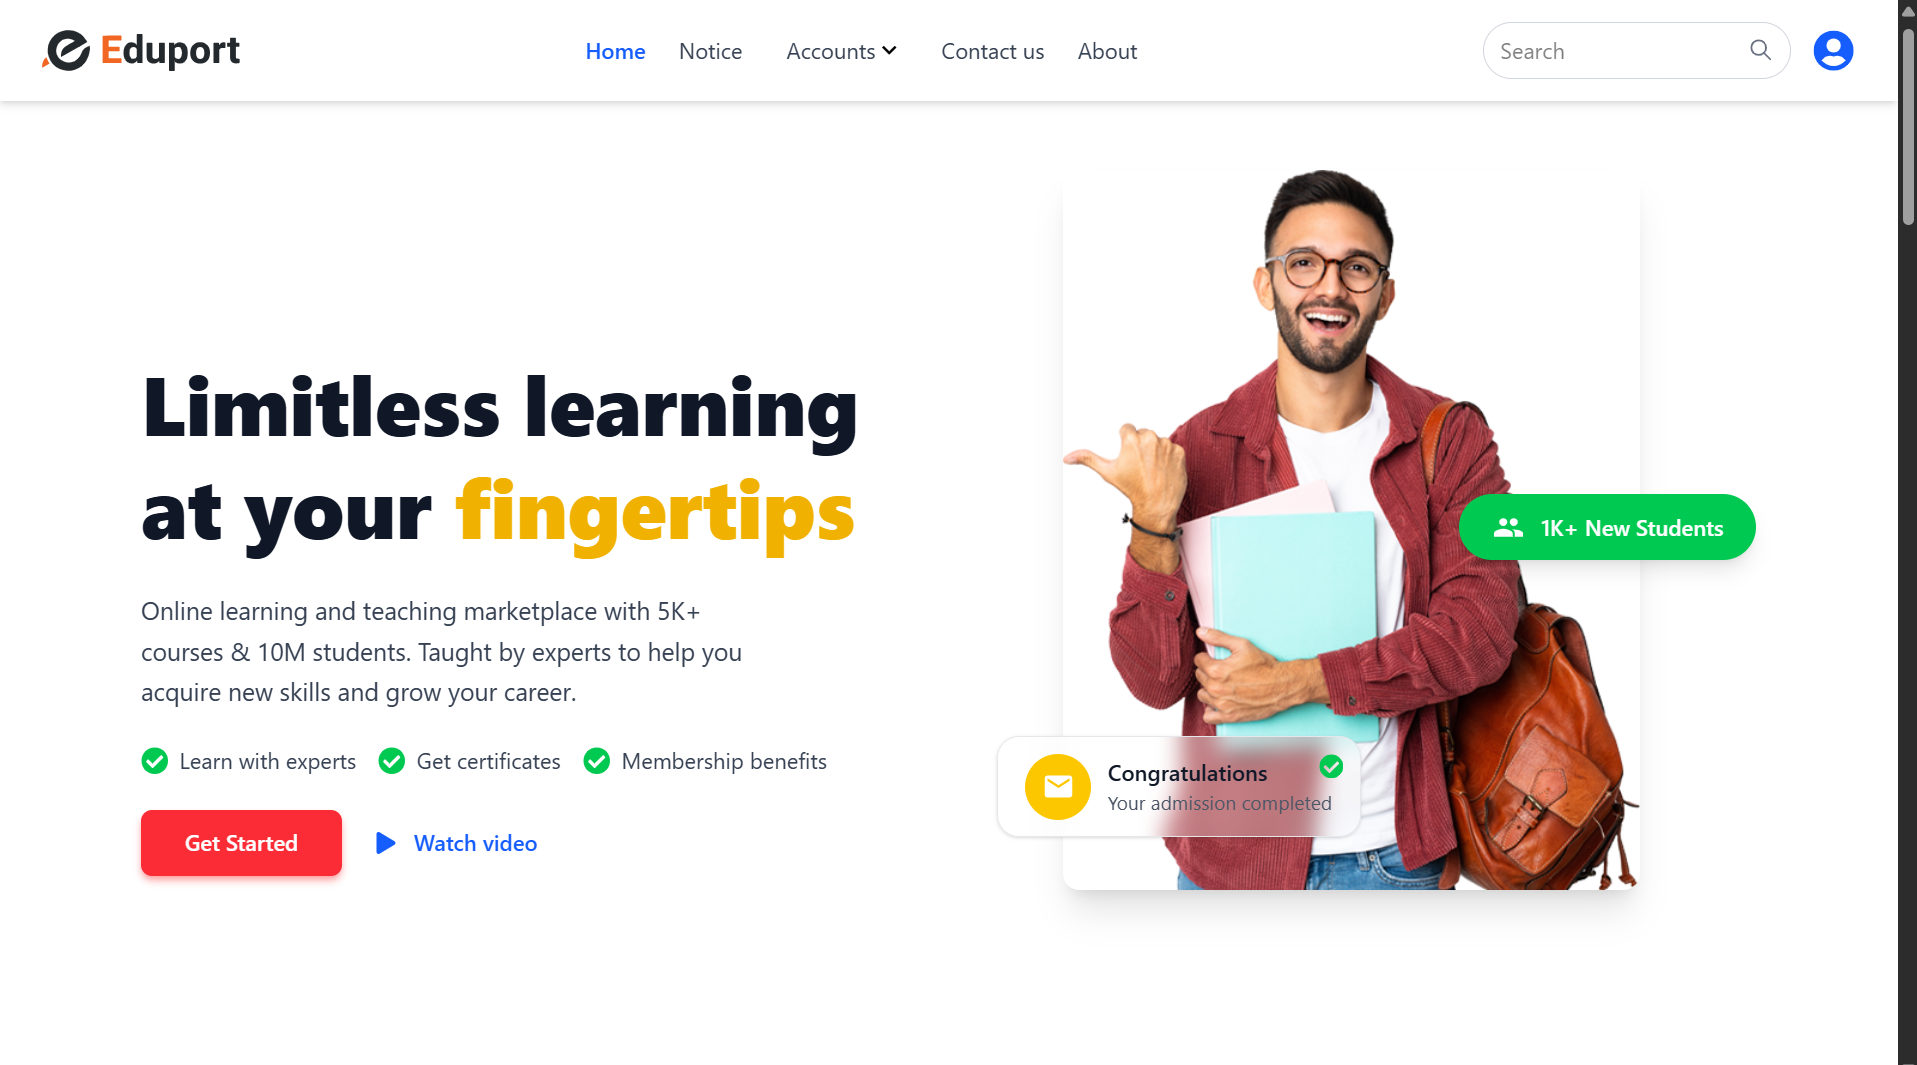 Eduport
Home
Notice
Accounts
Contact us
About
Search
Limitless learning
at your fingertips
Online learning and teaching marketplace with 5K+
courses & 10M students. Taught by experts to help you
acquire new skills and grow your career.
Learn with experts
Get certificates
Membership benefits
Get Started
Watch video
1K+ New Students
Congratulations
Your admission completed